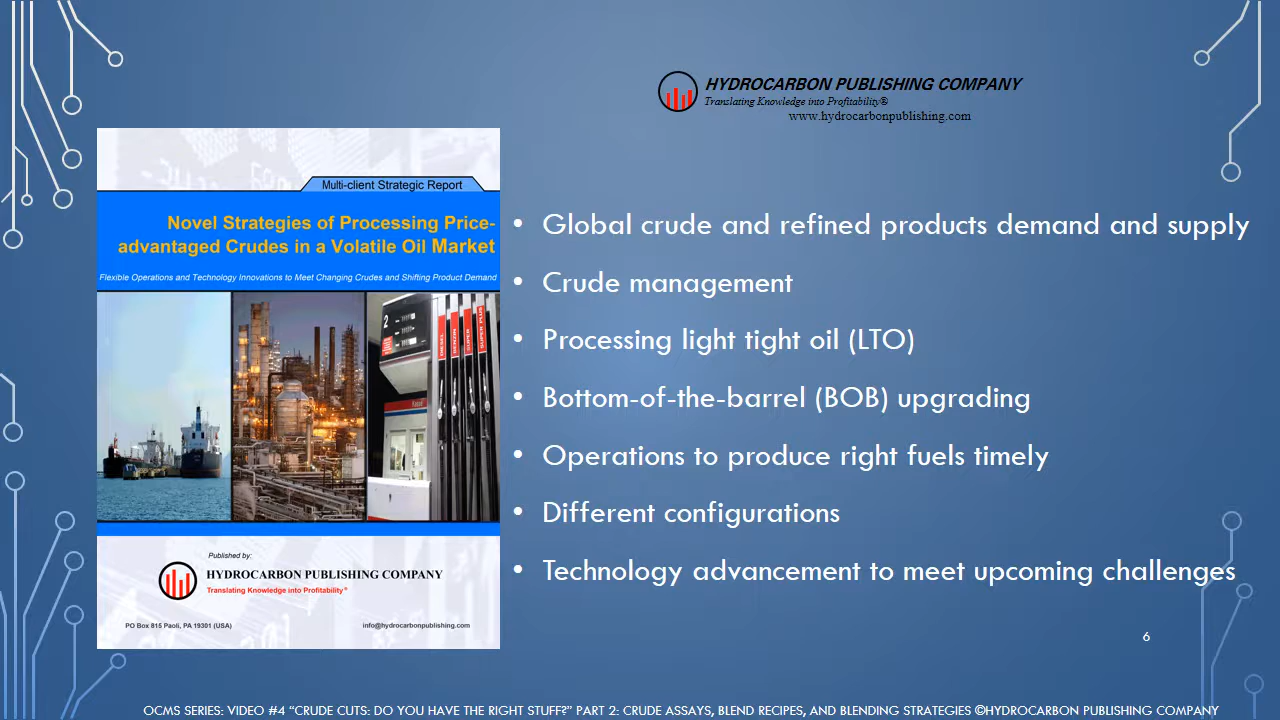 HYDROCARBON PUBLISHING COMPANY
Translating Knowledge into Profitability®
www.hydrocarbonpublishing.com
Multi-client Strategic Report
Novel Strategies of Processing Price-
advantaged Crudes in a Volatile Oil Market
Flexible Operations and Technology Innovations to Meet Changing Crudes and Shifting Product Demand
2
DIESEL
BENZIN
SUPER
SUPER PLUS
Published by:
HYDROCARBON PUBLISHING COMPANY
Translating Knowledge into Profitability®
PO Box 815 Paoli, PA 19301 (USA)
info@hydrocarbonpublishing.com
• Global crude and refined products demand and supply
• Crude management
• Processing light tight oil (LTO)
• Bottom-of-the-barrel (BOB) upgrading
• Operations to produce right fuels timely
• Different configurations
• Technology advancement to meet upcoming challenges
6
OCMS SERIES: VIDEO #4 “CRUDE CUTS: DO YOU HAVE THE RIGHT STUFF?” PART 2: CRUDE ASSAYS, BLEND RECIPES, AND BLENDING STRATEGIES ©HYDROCARBON PUBLISHING COMPANY